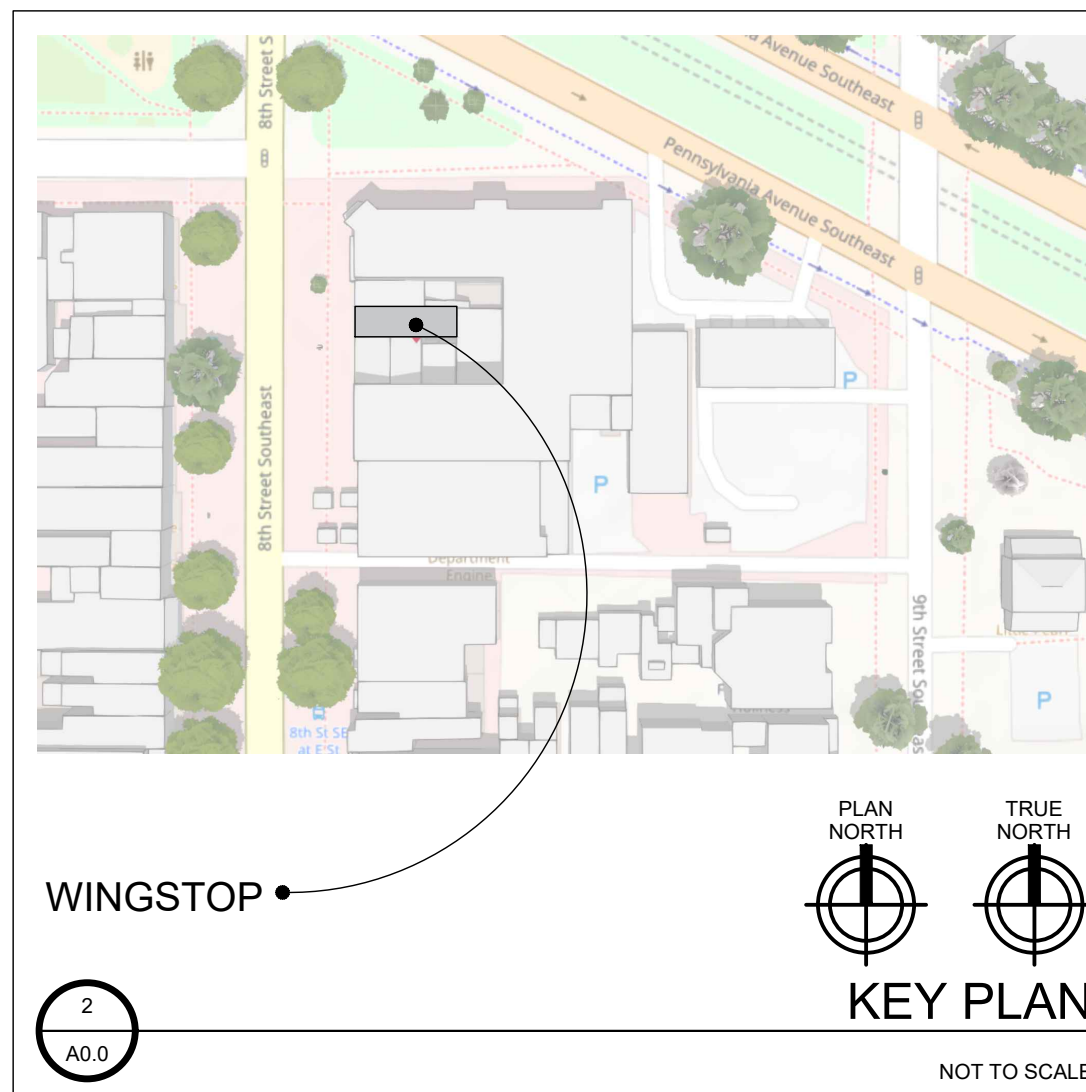 8th Street S
a Avenue Southeast
Pennsylvania Avenue Southeast
P
8th Street Southeast
P
Department
Engine
9th Street Sou
as
P
8th St SE
at E St
PLAN
NORTH
TRUE
NORTH
WINGSTOP
2
A0.0
KEY PLAN
NOT TO SCALE